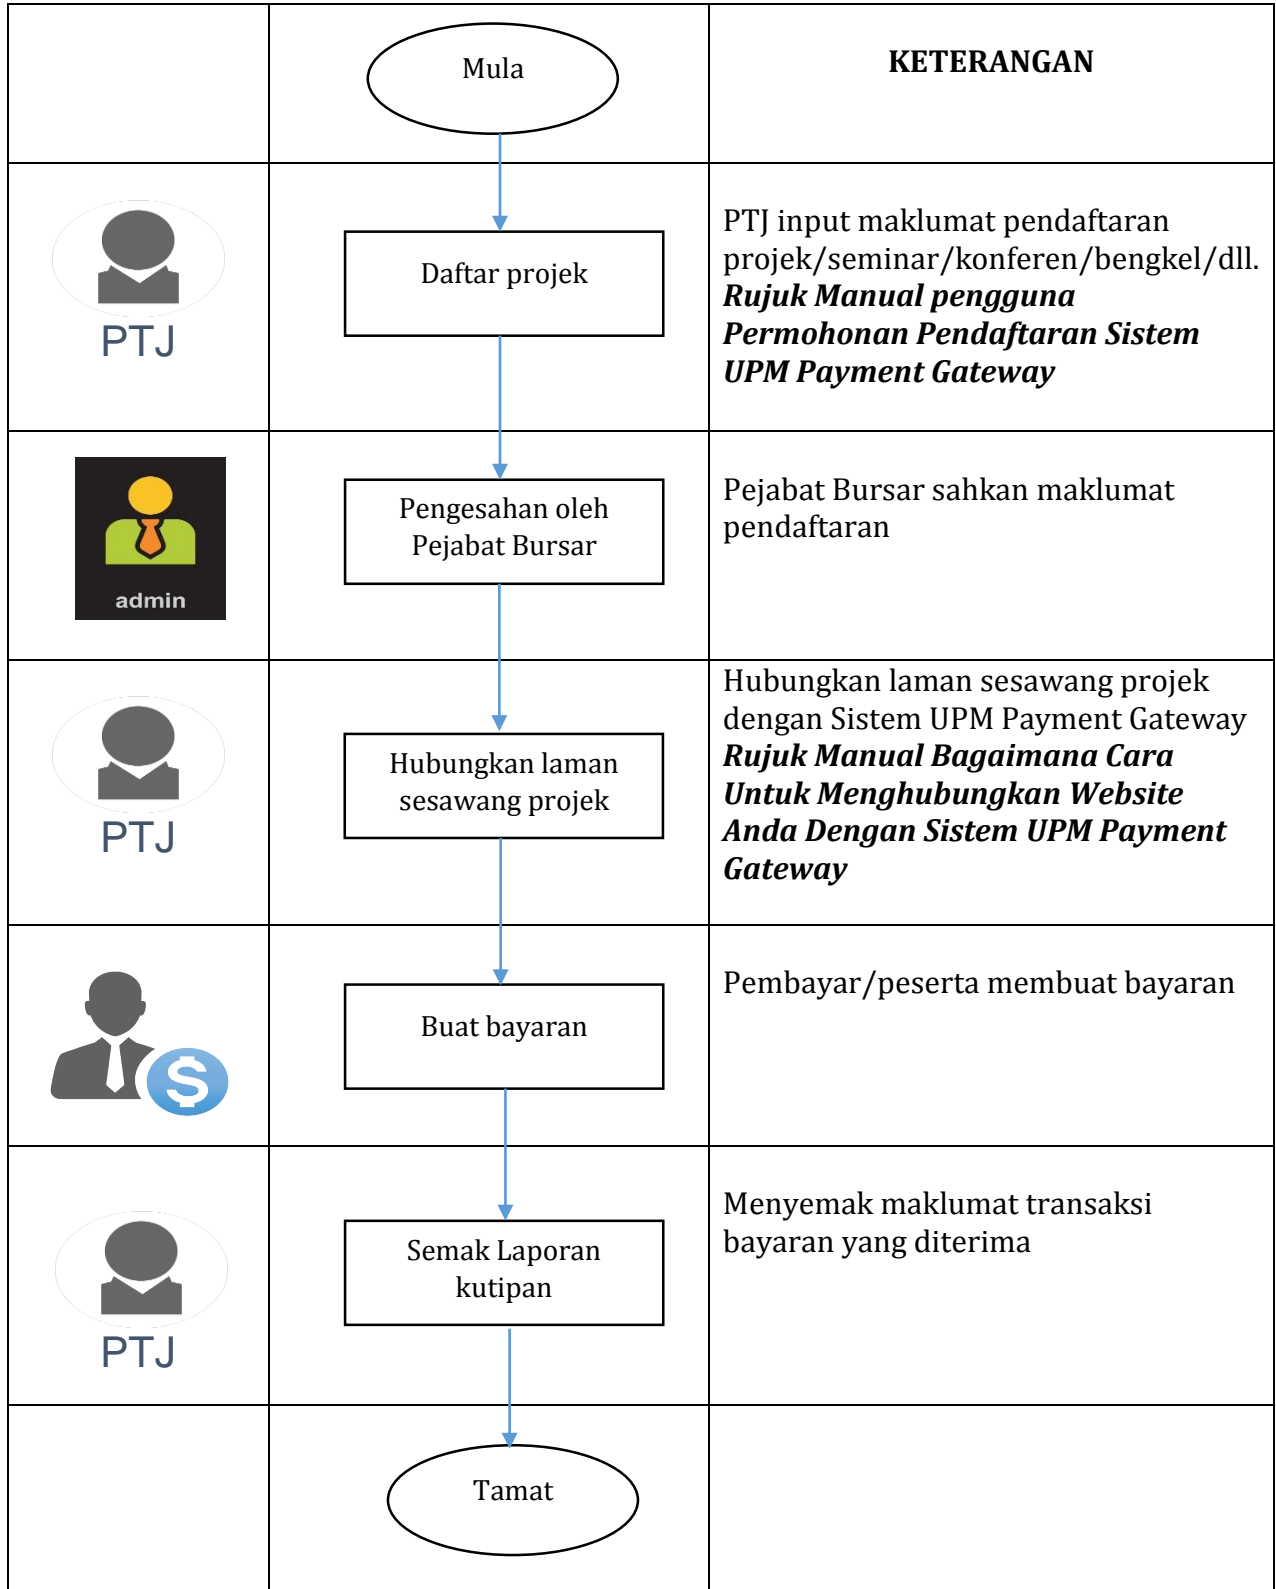 Mula
KETERANGAN
PTJ
Daftar projek
PTJ input maklumat pendaftaran
projek/seminar/konferen/bengkel/dll.
Rujuk Manual pengguna
Permohonan Pendaftaran Sistem
UPM Payment Gateway
admin
Pengesahan oleh
Pejabat Bursar
Pejabat Bursar sahkan maklumat
pendaftaran
PTJ
Hubungkan laman
sesawang projek
Hubungkan laman sesawang projek
dengan Sistem UPM Payment Gateway
Rujuk Manual Bagaimana Cara
Untuk Menghubungkan Website
Anda Dengan Sistem UPM Payment
Gateway
$
Buat bayaran
Pembayar/peserta membuat bayaran
PTJ
Semak Laporan
kutipan
Menyemak maklumat transaksi
bayaran yang diterima
Tamat